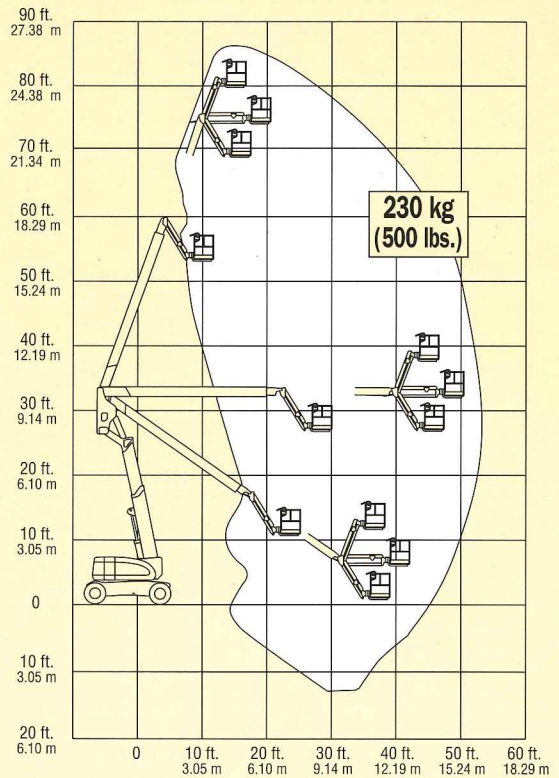 90 ft.
27.38 m
80 ft.
24.38 m
70 ft.
21.34 m
60 ft.
18.29 m
50 ft.
15.24 m
40 ft.
12.19 m
30 ft.
9.14 m
20 ft.
6.10 m
10 ft.
3.05 m
0
10 ft.
3.05 m
20 ft.
6.10 m
230 kg
(500 lbs.)
0 10 ft. 20 ft. 30 ft. 40 ft. 50 ft. 60 ft.
3.05 m 6.10 m 9.14 m 12.19 m 15.24 m 18.29 m